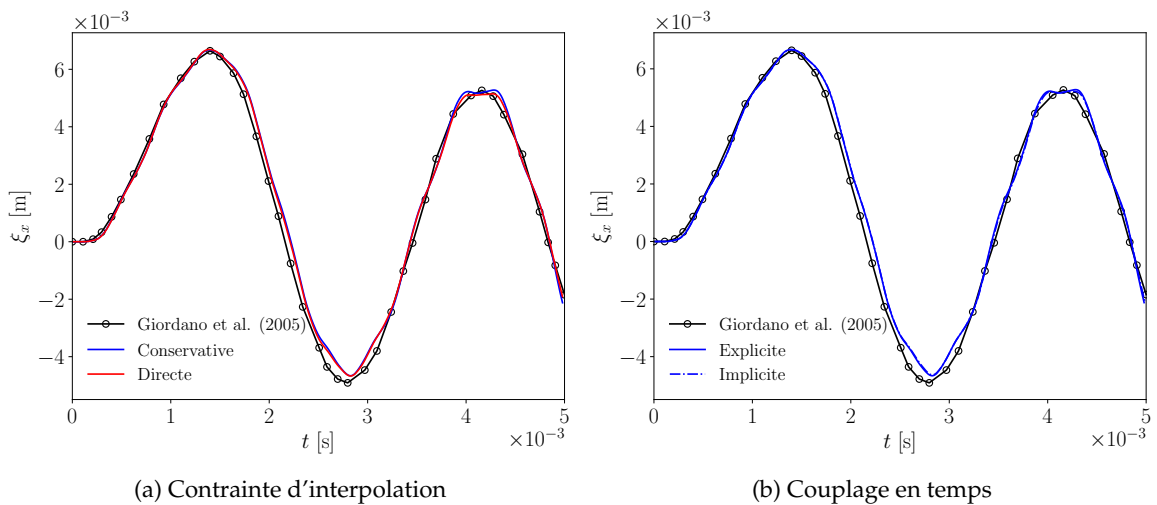 ×10⁻³
6
4
2
0
−2
−4
ξₓ [m]
Giordano et al. (2005)
Conservative
Directe
0 1 2 3 4 5
t [s]
×10⁻³
(a) Contrainte d'interpolation
×10⁻³
6
4
2
0
−2
−4
ξₓ [m]
Giordano et al. (2005)
Explicite
Implicite
0 1 2 3 4 5
t [s]
×10⁻³
(b) Couplage en temps